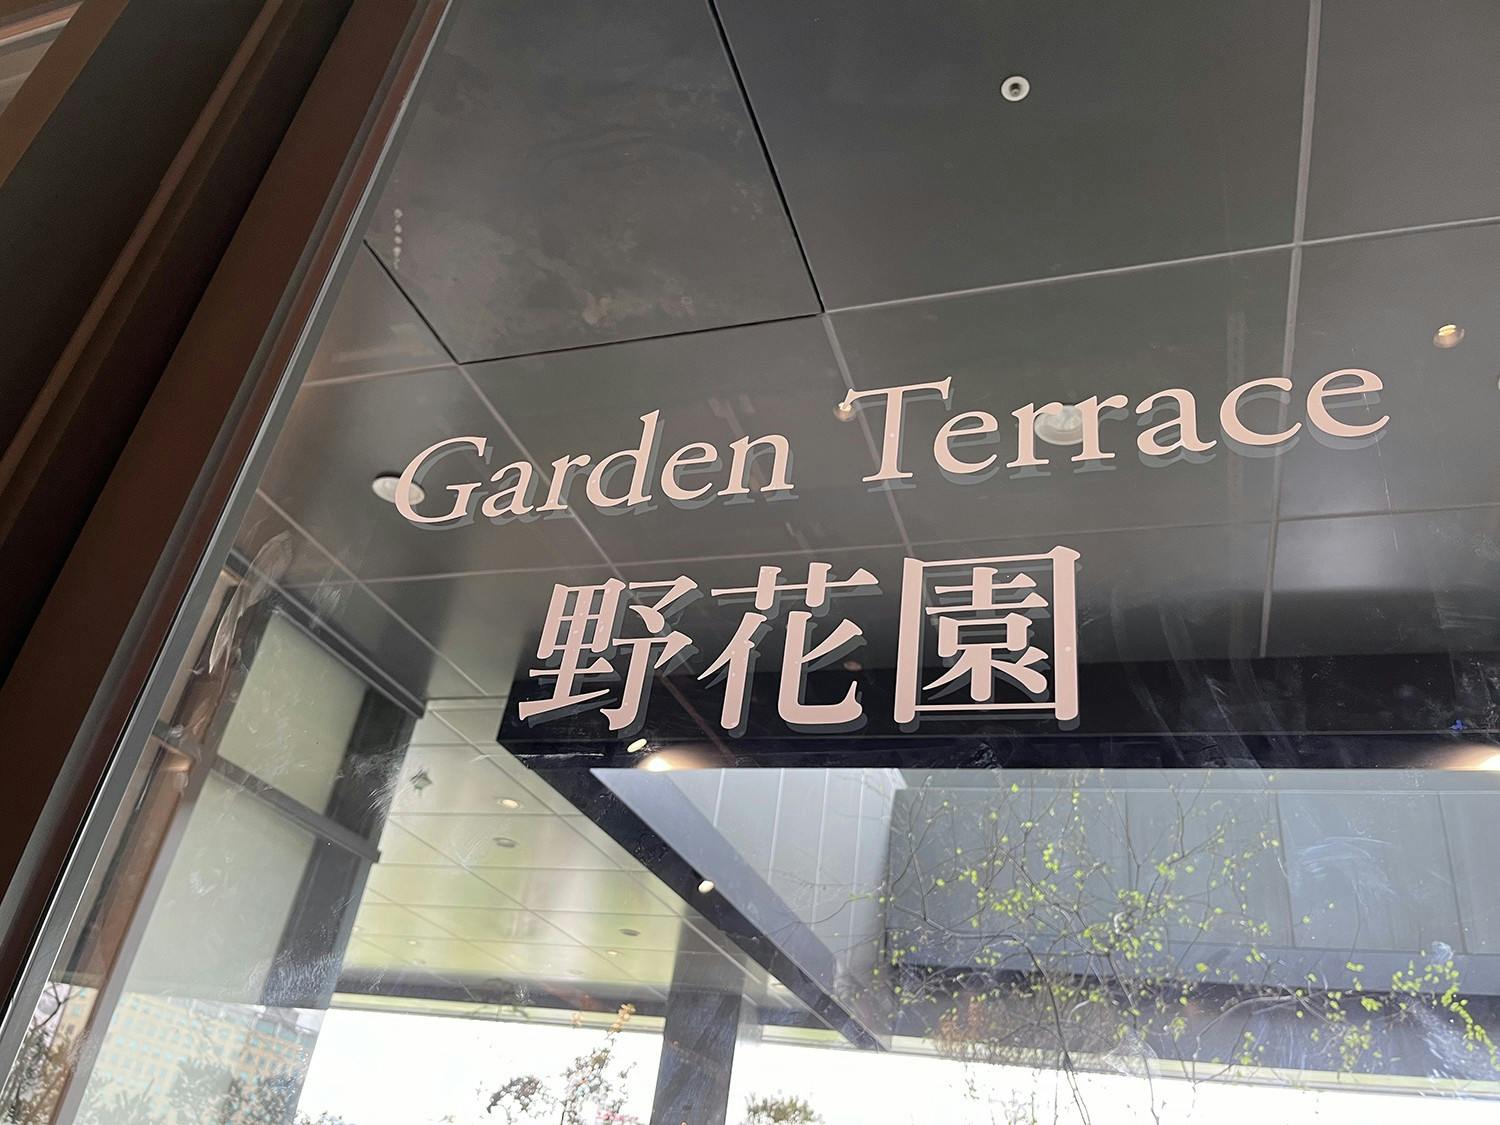 Garden Terrace
野花園